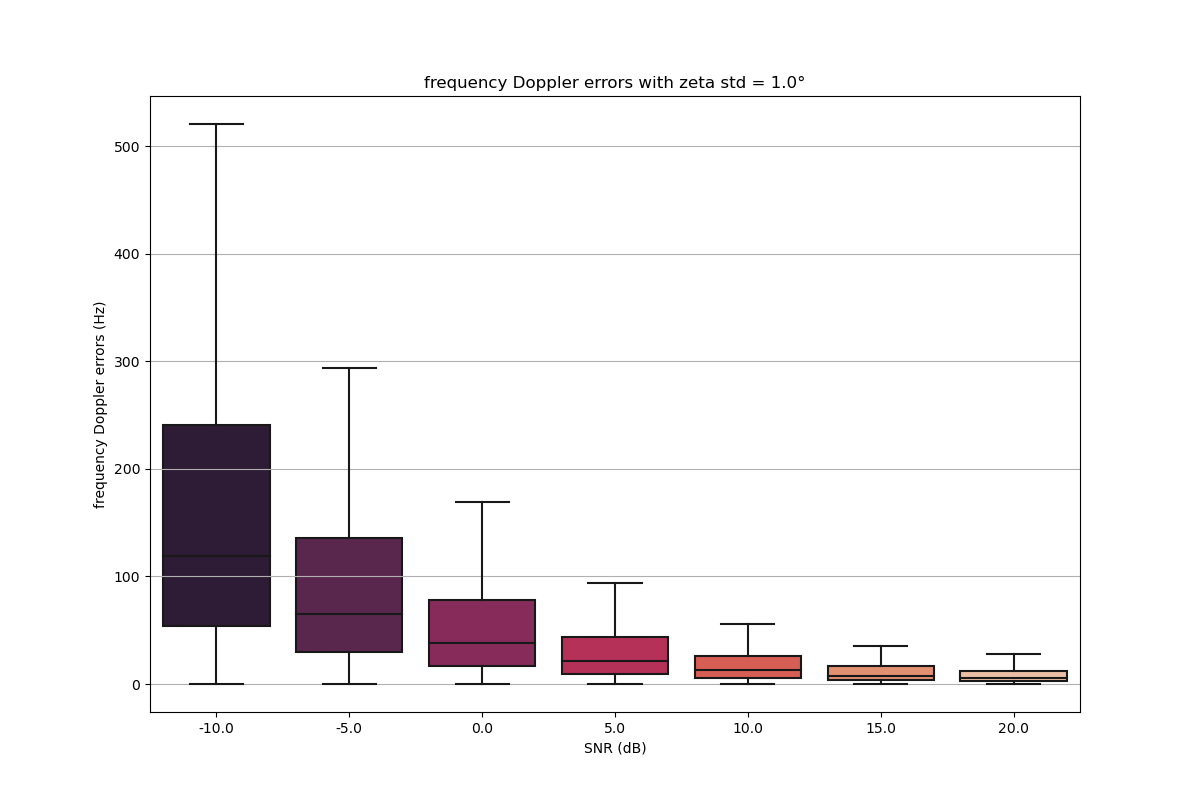 frequency Doppler errors with zeta std = 1.0°
frequency Doppler errors (Hz)
500
400
300
200
100
0
-10.0 -5.0 0.0 5.0 10.0 15.0 20.0
SNR (dB)